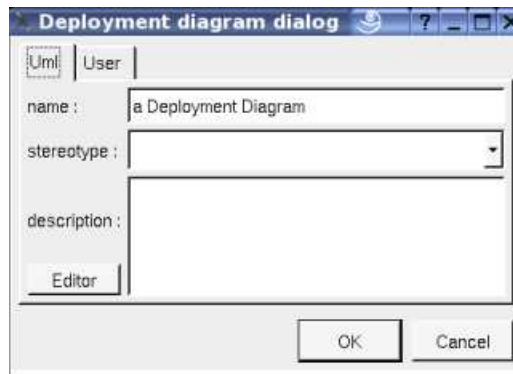 Deployment diagram dialog ?
Uml User
name : a Deployment Diagram
stereotype :
description :
Editor
OK Cancel